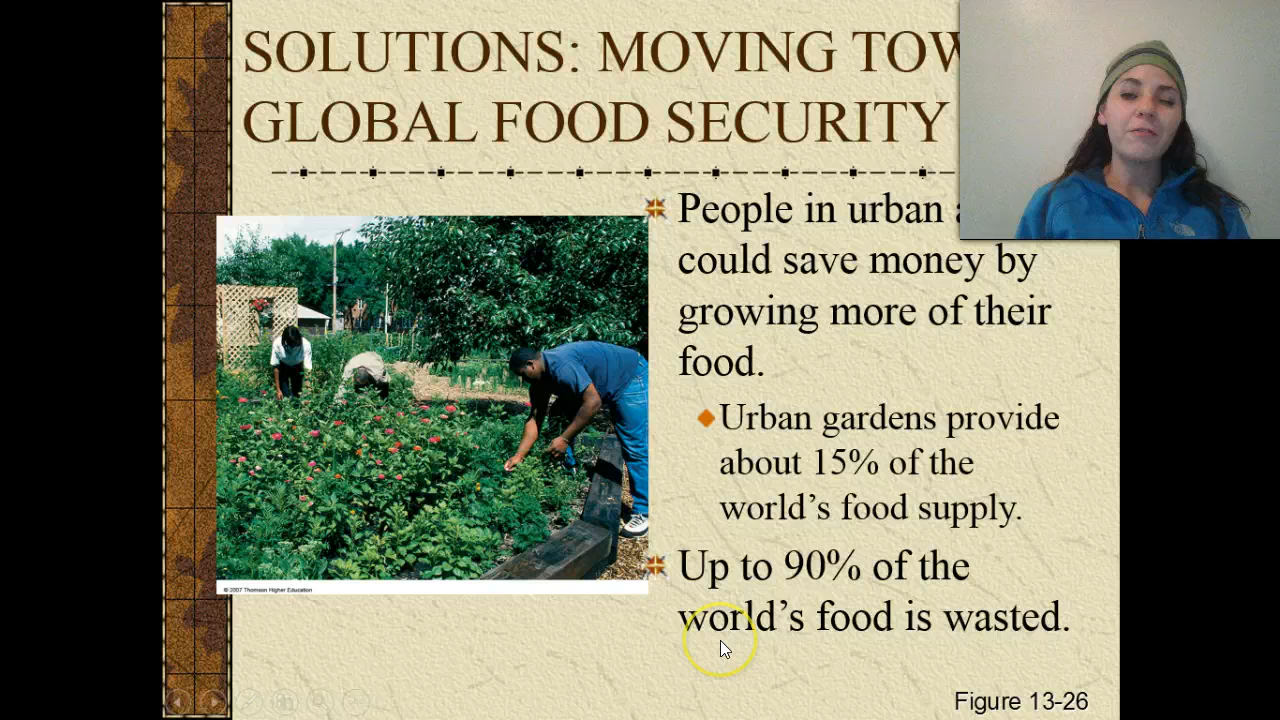 SOLUTIONS: MOVING
GLOBAL FOOD SECURITY
People in urban
could save money by
growing more of their
food.
Urban gardens provide
about 15% of the
world's food supply.
Up to 90% of the
world's food is wasted.
© 2007 Thomson Higher Education
Figure 13-26